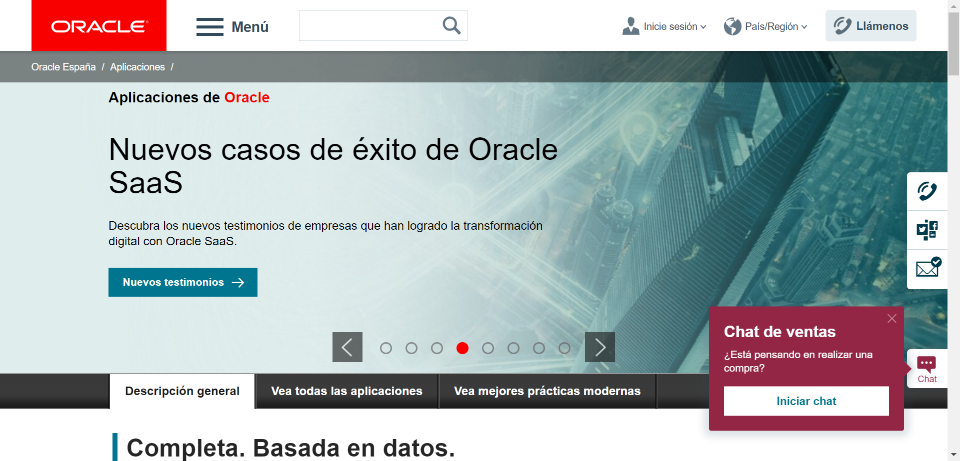 ORACLE
Menú
Inicie sesión
País/Región
Llámenos
Oracle España / Aplicaciones /
Aplicaciones de Oracle
Nuevos casos de éxito de Oracle
SaaS
Descubra los nuevos testimonios de empresas que han logrado la transformación
digital con Oracle SaaS.
Nuevos testimonios
Chat de ventas
¿Está pensando en realizar una
compra?
Iniciar chat
Chat
Descripción general
Vea todas las aplicaciones
Vea mejores prácticas modernas
Completa. Basada en datos.